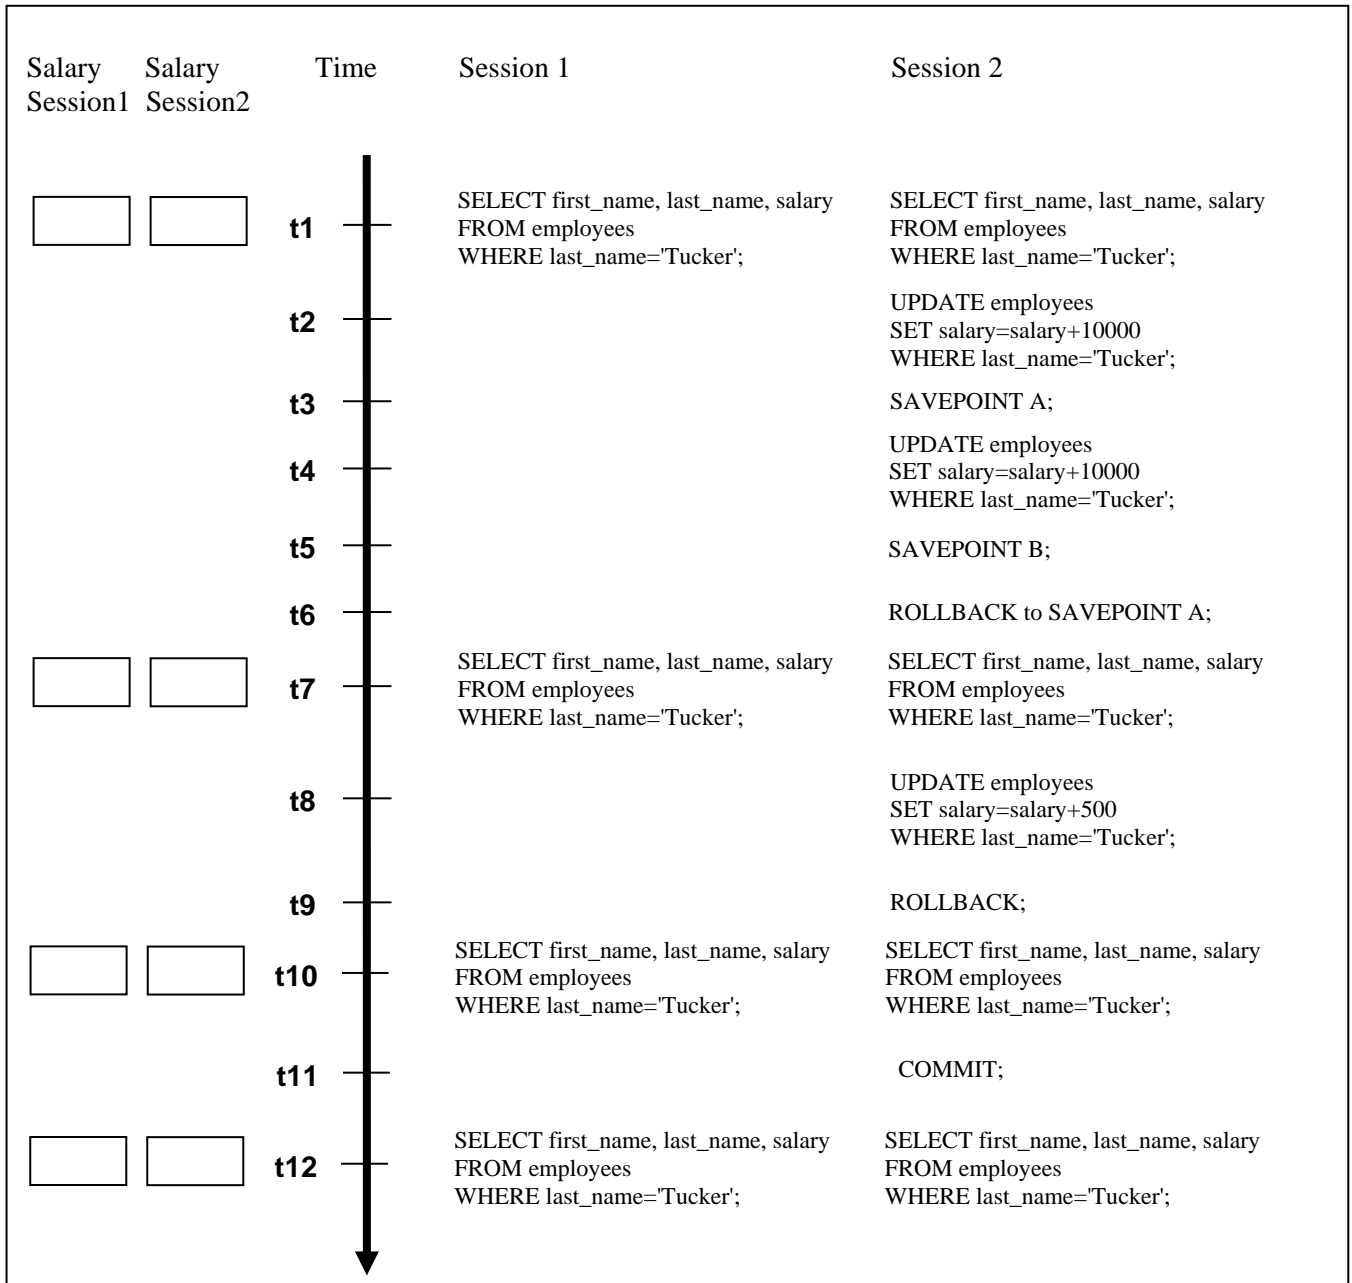 Salary Salary Time Session 1 Session 2
Session1 Session2
t1
SELECT first_name, last_name, salary
FROM employees
WHERE last_name='Tucker';
SELECT first_name, last_name, salary
FROM employees
WHERE last_name='Tucker';
t2
UPDATE employees
SET salary=salary+10000
WHERE last_name='Tucker';
t3
SAVEPOINT A;
t4
UPDATE employees
SET salary=salary+10000
WHERE last_name='Tucker';
t5
SAVEPOINT B;
t6
ROLLBACK to SAVEPOINT A;
t7
SELECT first_name, last_name, salary
FROM employees
WHERE last_name='Tucker';
SELECT first_name, last_name, salary
FROM employees
WHERE last_name='Tucker';
t8
UPDATE employees
SET salary=salary+500
WHERE last_name='Tucker';
t9
ROLLBACK;
t10
SELECT first_name, last_name, salary
FROM employees
WHERE last_name='Tucker';
SELECT first_name, last_name, salary
FROM employees
WHERE last_name='Tucker';
t11
COMMIT;
t12
SELECT first_name, last_name, salary
FROM employees
WHERE last_name='Tucker';
SELECT first_name, last_name, salary
FROM employees
WHERE last_name='Tucker';